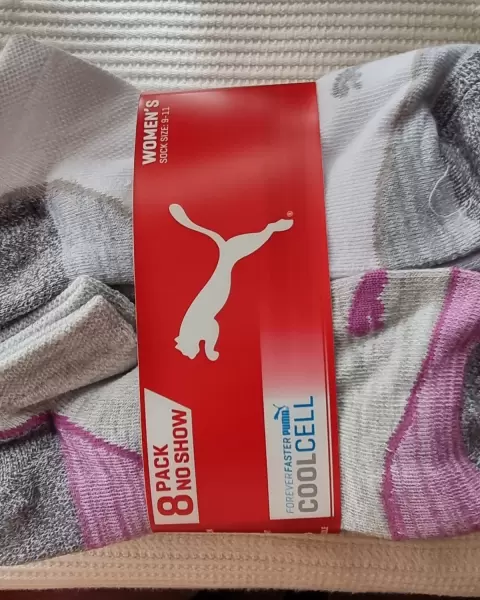 WOMEN'S
SOCK SIZE: 9-11
8 PACK
NO SHOW
FOREVER FASTER PUMA
COOLCELL